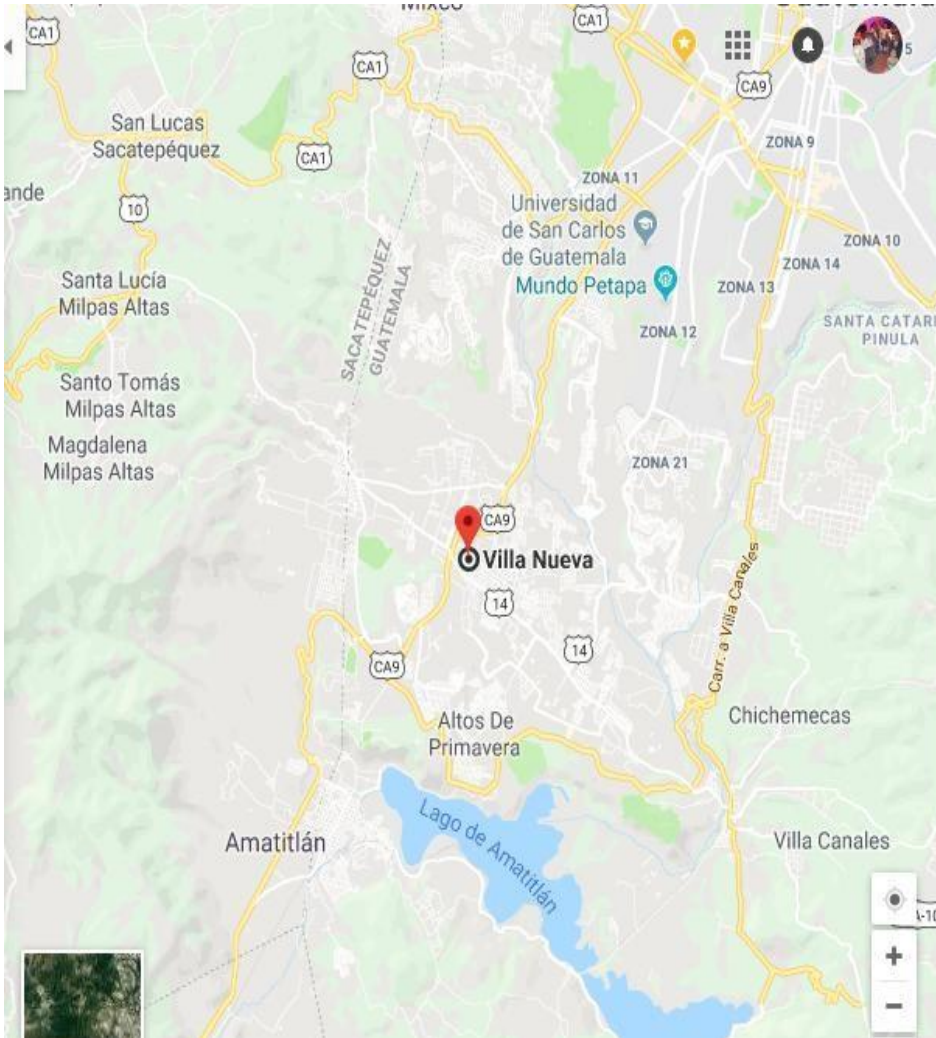 CA1
CA1
CA9
5
CA1
CA9
San Lucas
Sacatepéquez
CA1
ZONA 9
ZONA 11
10
Universidad
de San Carlos
de Guatemala
ZONA 10
SACATEPÉQUEZ
GUATEMALA
Mundo Petapa
ZONA 14
ZONA 13
Santa Lucía
Milpas Altas
ZONA 12
SANTA CATARI
PINULA
Santo Tomás
Milpas Altas
Magdalena
Milpas Altas
ZONA 21
CA9
Villa Nueva
14
14
Carr. a Villa Canales
CA9
Altos De
Primavera
Chichemecas
Lago de Amatitlán
Amatitlán
Villa Canales
+
−